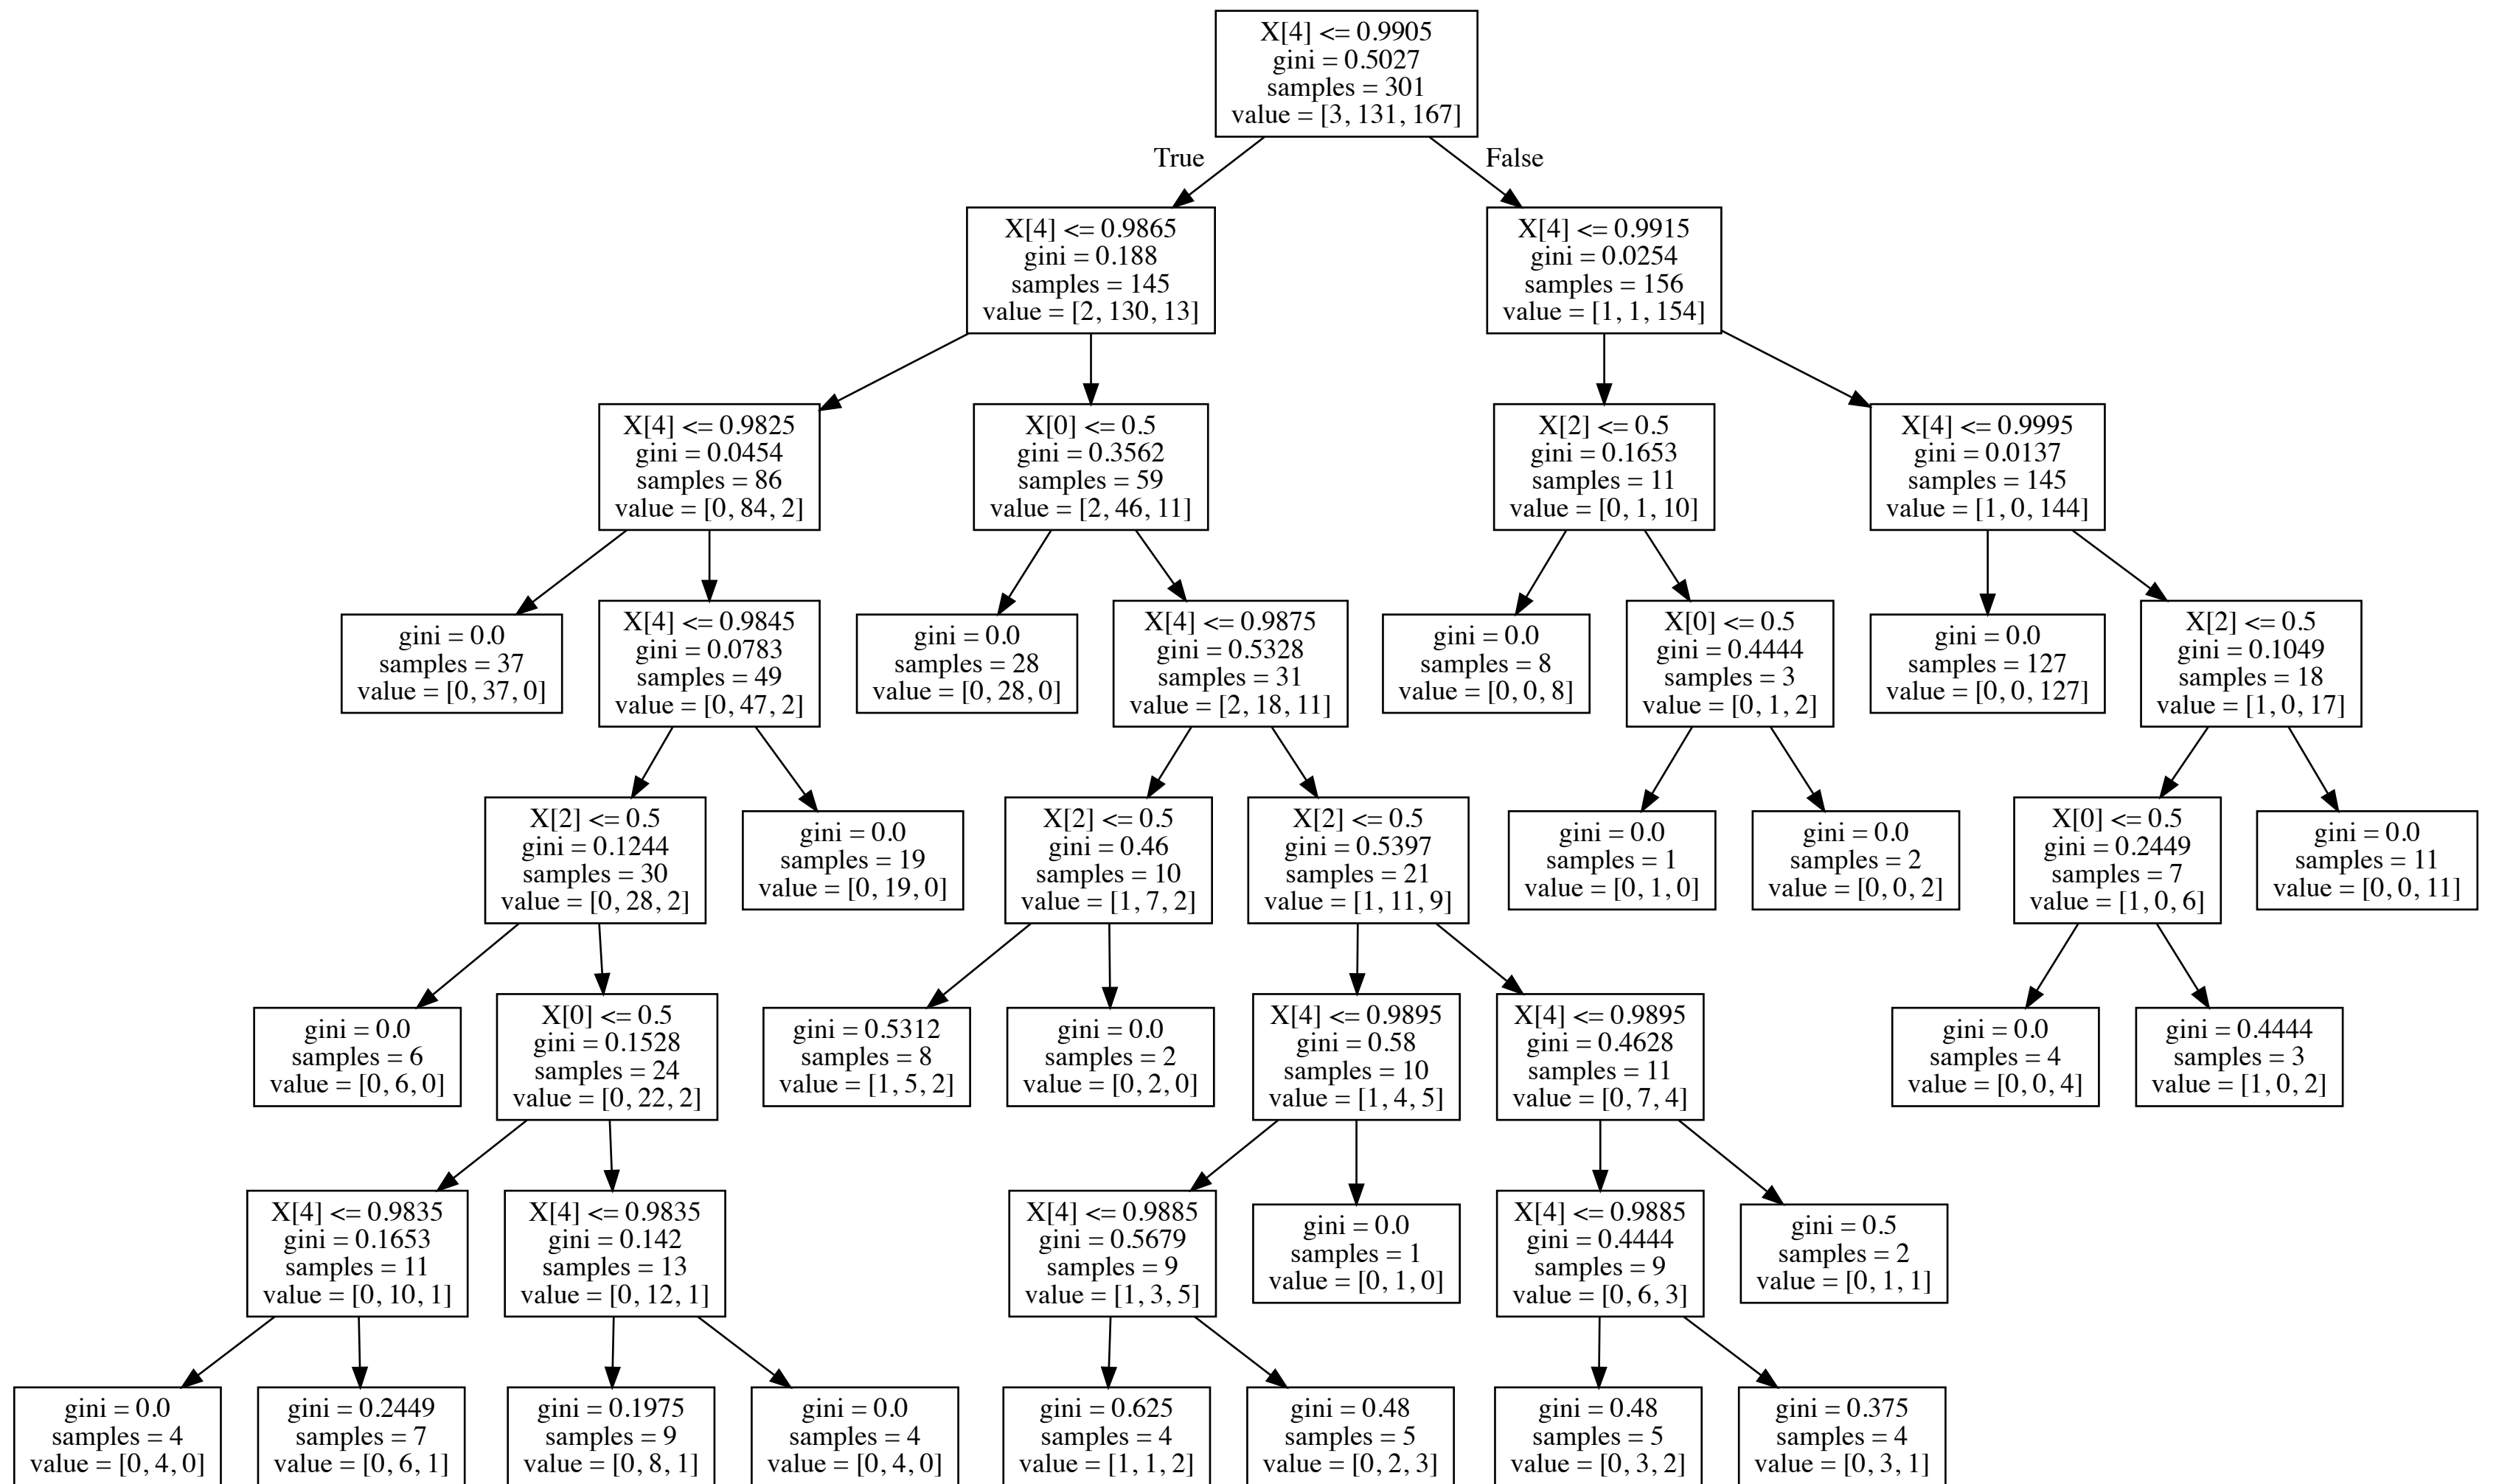 X[4] <= 0.9905
gini = 0.5027
samples = 301
value = [3, 131, 167]
True
False
X[4] <= 0.9865
gini = 0.188
samples = 145
value = [2, 130, 13]
X[4] <= 0.9915
gini = 0.0254
samples = 156
value = [1, 1, 154]
X[4] <= 0.9825
gini = 0.0454
samples = 86
value = [0, 84, 2]
X[0] <= 0.5
gini = 0.3562
samples = 59
value = [2, 46, 11]
X[2] <= 0.5
gini = 0.1653
samples = 11
value = [0, 1, 10]
X[4] <= 0.9995
gini = 0.0137
samples = 145
value = [1, 0, 144]
gini = 0.0
samples = 37
value = [0, 37, 0]
X[4] <= 0.9845
gini = 0.0783
samples = 49
value = [0, 47, 2]
gini = 0.0
samples = 28
value = [0, 28, 0]
X[4] <= 0.9875
gini = 0.5328
samples = 31
value = [2, 18, 11]
gini = 0.0
samples = 8
value = [0, 0, 8]
X[0] <= 0.5
gini = 0.4444
samples = 3
value = [0, 1, 2]
gini = 0.0
samples = 127
value = [0, 0, 127]
X[2] <= 0.5
gini = 0.1049
samples = 18
value = [1, 0, 17]
X[2] <= 0.5
gini = 0.1244
samples = 30
value = [0, 28, 2]
gini = 0.0
samples = 19
value = [0, 19, 0]
X[2] <= 0.5
gini = 0.46
samples = 10
value = [1, 7, 2]
X[2] <= 0.5
gini = 0.5397
samples = 21
value = [1, 11, 9]
gini = 0.0
samples = 1
value = [0, 1, 0]
gini = 0.0
samples = 2
value = [0, 0, 2]
X[0] <= 0.5
gini = 0.2449
samples = 7
value = [1, 0, 6]
gini = 0.0
samples = 11
value = [0, 0, 11]
gini = 0.0
samples = 6
value = [0, 6, 0]
X[0] <= 0.5
gini = 0.1528
samples = 24
value = [0, 22, 2]
gini = 0.5312
samples = 8
value = [1, 5, 2]
gini = 0.0
samples = 2
value = [0, 2, 0]
X[4] <= 0.9895
gini = 0.58
samples = 10
value = [1, 4, 5]
X[4] <= 0.9895
gini = 0.4628
samples = 11
value = [0, 7, 4]
gini = 0.0
samples = 4
value = [0, 0, 4]
gini = 0.4444
samples = 3
value = [1, 0, 2]
X[4] <= 0.9835
gini = 0.1653
samples = 11
value = [0, 10, 1]
X[4] <= 0.9835
gini = 0.142
samples = 13
value = [0, 12, 1]
X[4] <= 0.9885
gini = 0.5679
samples = 9
value = [1, 3, 5]
gini = 0.0
samples = 1
value = [0, 1, 0]
X[4] <= 0.9885
gini = 0.4444
samples = 9
value = [0, 6, 3]
gini = 0.5
samples = 2
value = [0, 1, 1]
gini = 0.0
samples = 4
value = [0, 4, 0]
gini = 0.2449
samples = 7
value = [0, 6, 1]
gini = 0.1975
samples = 9
value = [0, 8, 1]
gini = 0.0
samples = 4
value = [0, 4, 0]
gini = 0.625
samples = 4
value = [1, 1, 2]
gini = 0.48
samples = 5
value = [0, 2, 3]
gini = 0.48
samples = 5
value = [0, 3, 2]
gini = 0.375
samples = 4
value = [0, 3, 1]